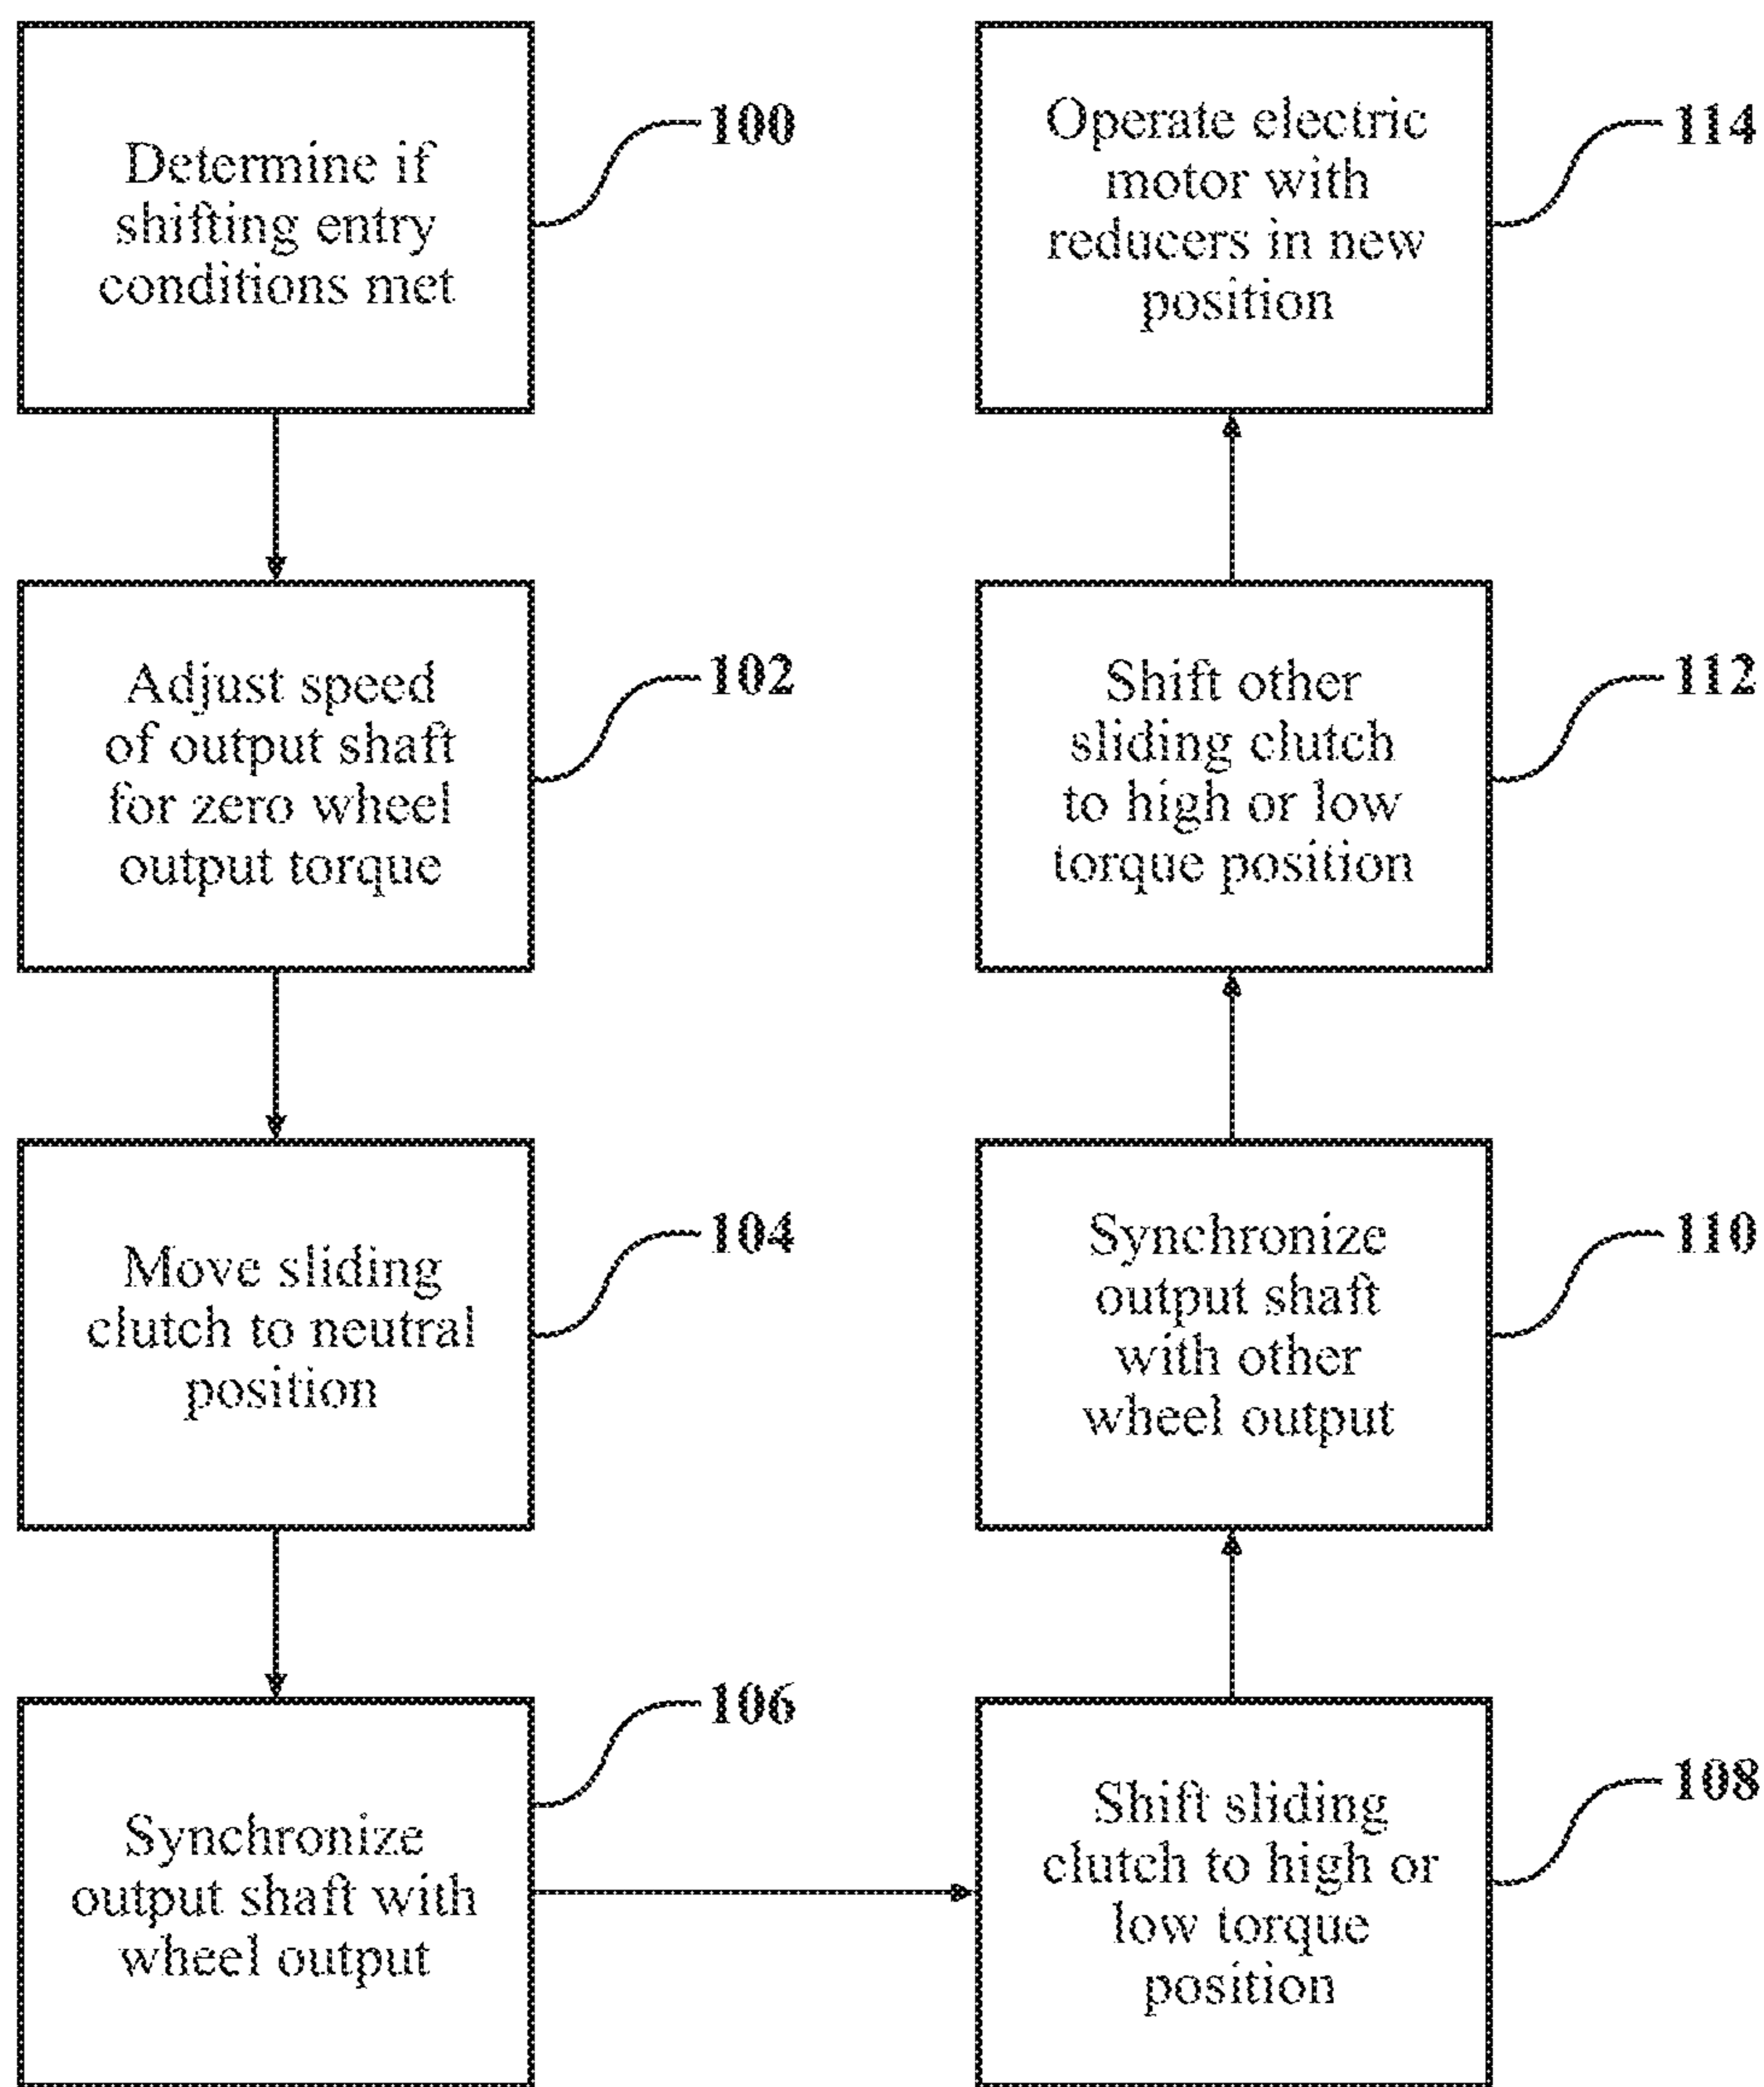 Determine if
shifting entry
conditions met
100
Adjust speed
of output shaft
for zero wheel
output torque
102
Move sliding
clutch to neutral
position
104
Synchronize
output shaft with
wheel output
106
Shift sliding
clutch to high or
low torque
position
108
Synchronize
output shaft
with other
wheel output
110
Shift other
sliding clutch
to high or low
torque position
112
Operate electric
motor with
reducers in new
position
114